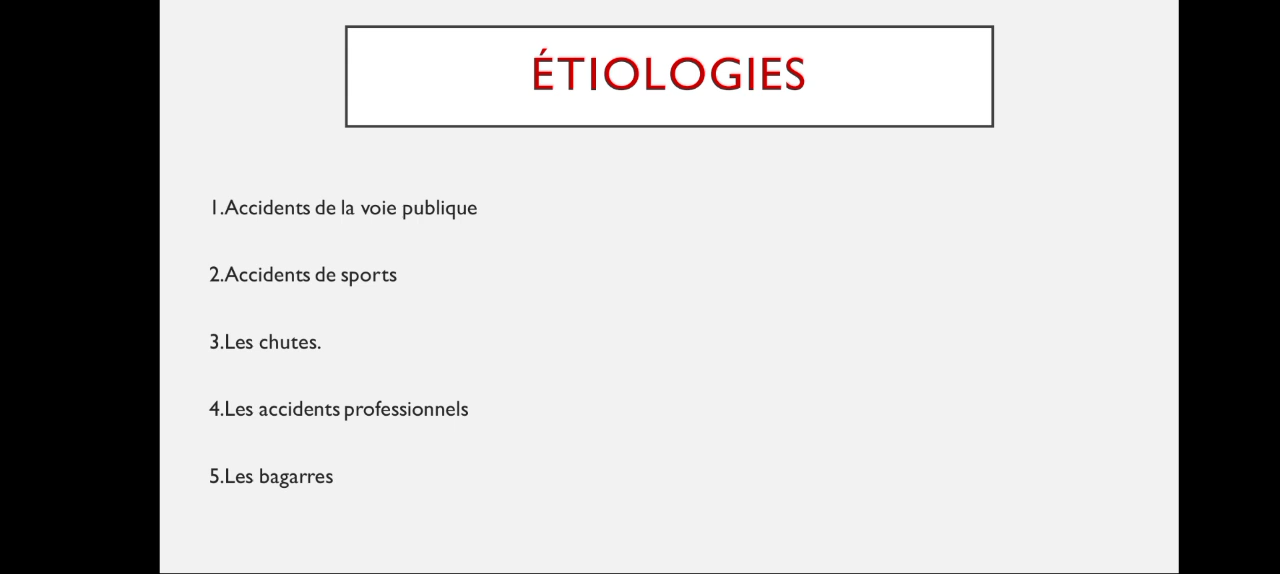 ÉTIOLOGIES
1.Accidents de la voie publique
2.Accidents de sports
3.Les chutes.
4.Les accidents professionnels
5.Les bagarres